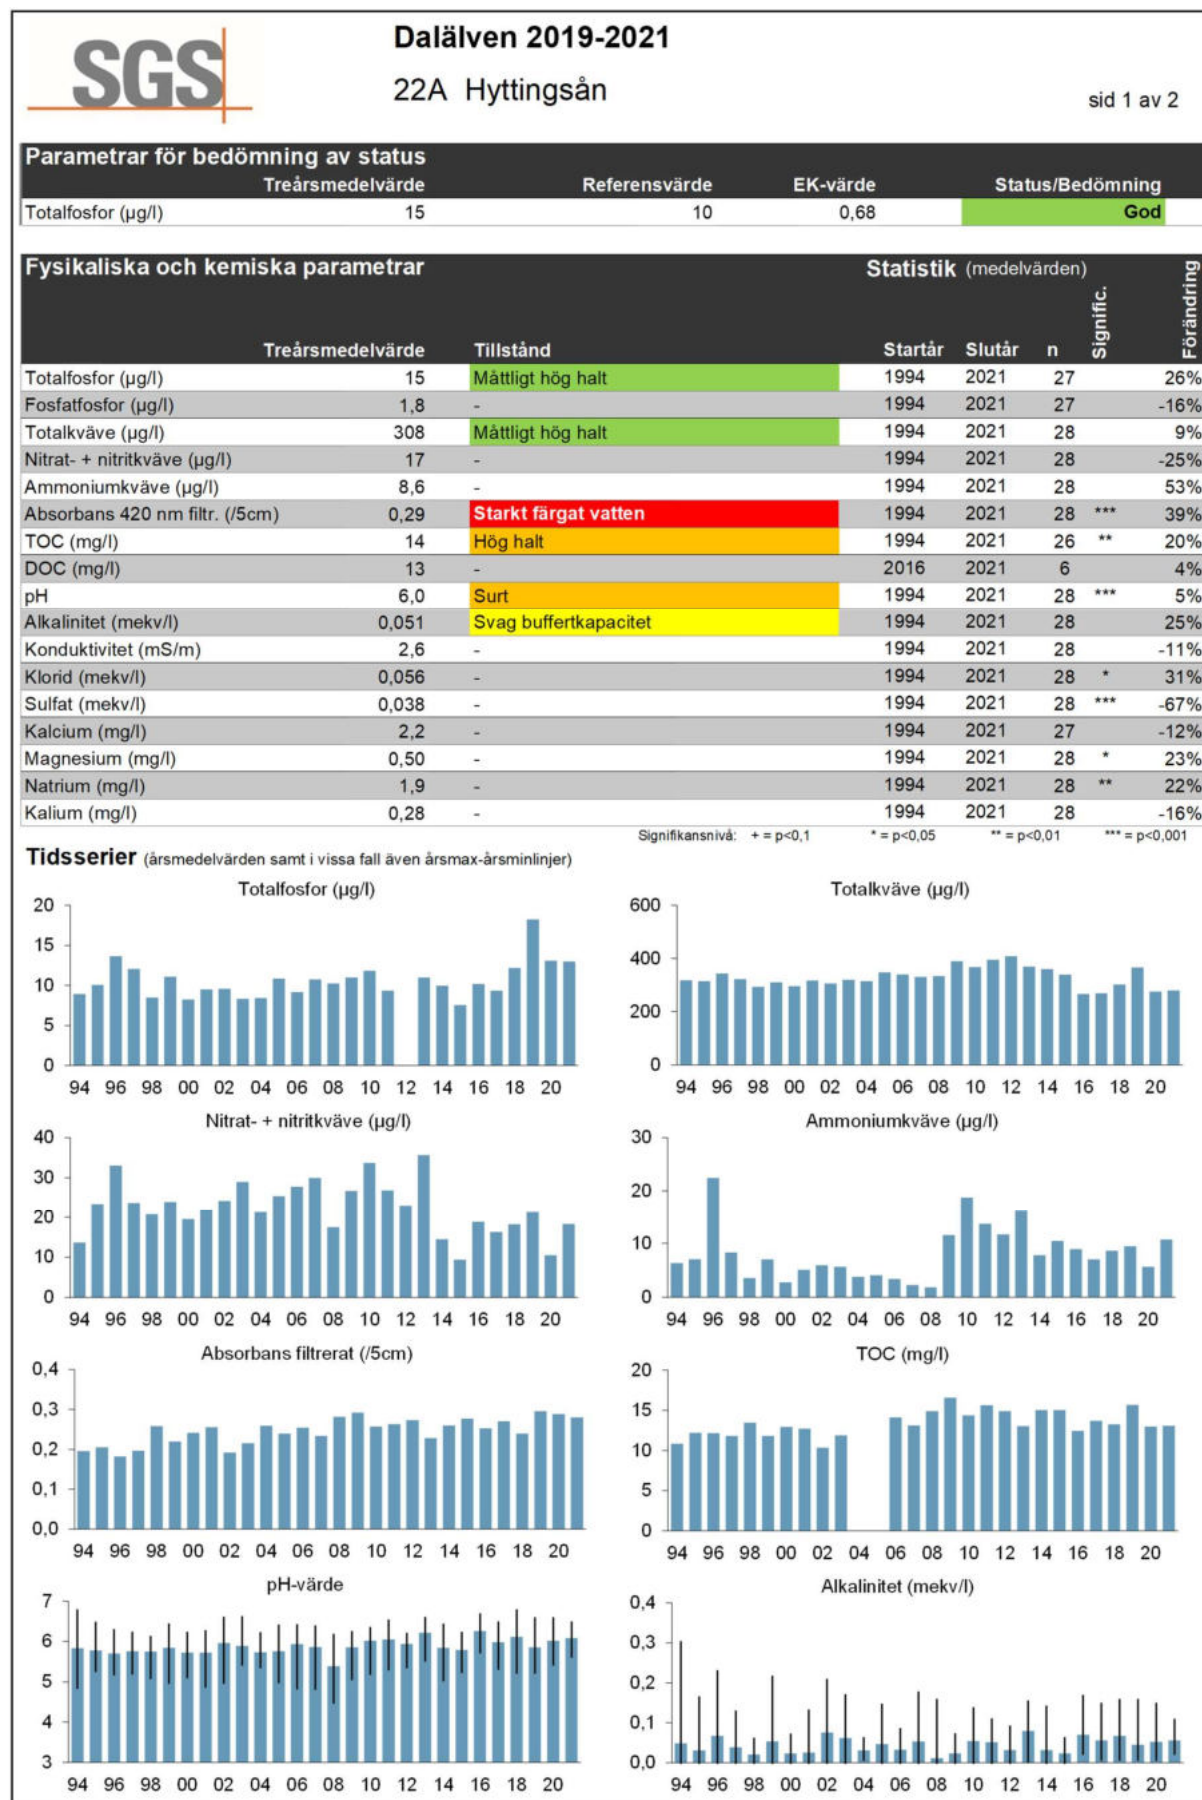 SGS
Dalälven 2019-2021
22A Hyttingsån
sid 1 av 2
Parametrar för bedömning av status
Treårsmedelvärde Referensvärde EK-värde Status/Bedömning
Totalfosfor (µg/l) 15 10 0,68 God
Fysikaliska och kemiska parametrar Statistik (medelvärden)
Treårsmedelvärde Tillstånd Startår Slutår n Signific. Förändring
Totalfosfor (µg/l) 15 Måttligt hög halt 1994 2021 27 26%
Fosfatfosfor (µg/l) 1,8 - 1994 2021 27 -16%
Totalkväve (µg/l) 308 Måttligt hög halt 1994 2021 28 9%
Nitrat- + nitritkväve (µg/l) 17 - 1994 2021 28 -25%
Ammoniumkväve (µg/l) 8,6 - 1994 2021 28 53%
Absorbans 420 nm filtr. (/5cm) 0,29 Starkt färgat vatten 1994 2021 28 *** 39%
TOC (mg/l) 14 Hög halt 1994 2021 26 ** 20%
DOC (mg/l) 13 - 2016 2021 6 4%
pH 6,0 Surt 1994 2021 28 *** 5%
Alkalinitet (mekv/l) 0,051 Svag buffertkapacitet 1994 2021 28 25%
Konduktivitet (mS/m) 2,6 - 1994 2021 28 -11%
Klorid (mekv/l) 0,056 - 1994 2021 28 * 31%
Sulfat (mekv/l) 0,038 - 1994 2021 28 *** -67%
Kalcium (mg/l) 2,2 - 1994 2021 27 -12%
Magnesium (mg/l) 0,50 - 1994 2021 28 * 23%
Natrium (mg/l) 1,9 - 1994 2021 28 ** 22%
Kalium (mg/l) 0,28 - 1994 2021 28 -16%
Signifikansnivå: + = p<0,1 * = p<0,05 ** = p<0,01 *** = p<0,001
Tidsserier (årsmedelvärden samt i vissa fall även årsmax-årsminlinjer)
Totalfosfor (µg/l)
20
15
10
5
0
94 96 98 00 02 04 06 08 10 12 14 16 18 20
Totalkväve (µg/l)
600
400
200
0
94 96 98 00 02 04 06 08 10 12 14 16 18 20
Nitrat- + nitritkväve (µg/l)
40
30
20
10
0
94 96 98 00 02 04 06 08 10 12 14 16 18 20
Ammoniumkväve (µg/l)
30
20
10
0
94 96 98 00 02 04 06 08 10 12 14 16 18 20
Absorbans filtrerat (/5cm)
0,4
0,3
0,2
0,1
0,0
94 96 98 00 02 04 06 08 10 12 14 16 18 20
TOC (mg/l)
20
15
10
5
0
94 96 98 00 02 04 06 08 10 12 14 16 18 20
pH-värde
7
6
5
4
3
94 96 98 00 02 04 06 08 10 12 14 16 18 20
Alkalinitet (mekv/l)
0,4
0,3
0,2
0,1
0,0
94 96 98 00 02 04 06 08 10 12 14 16 18 20